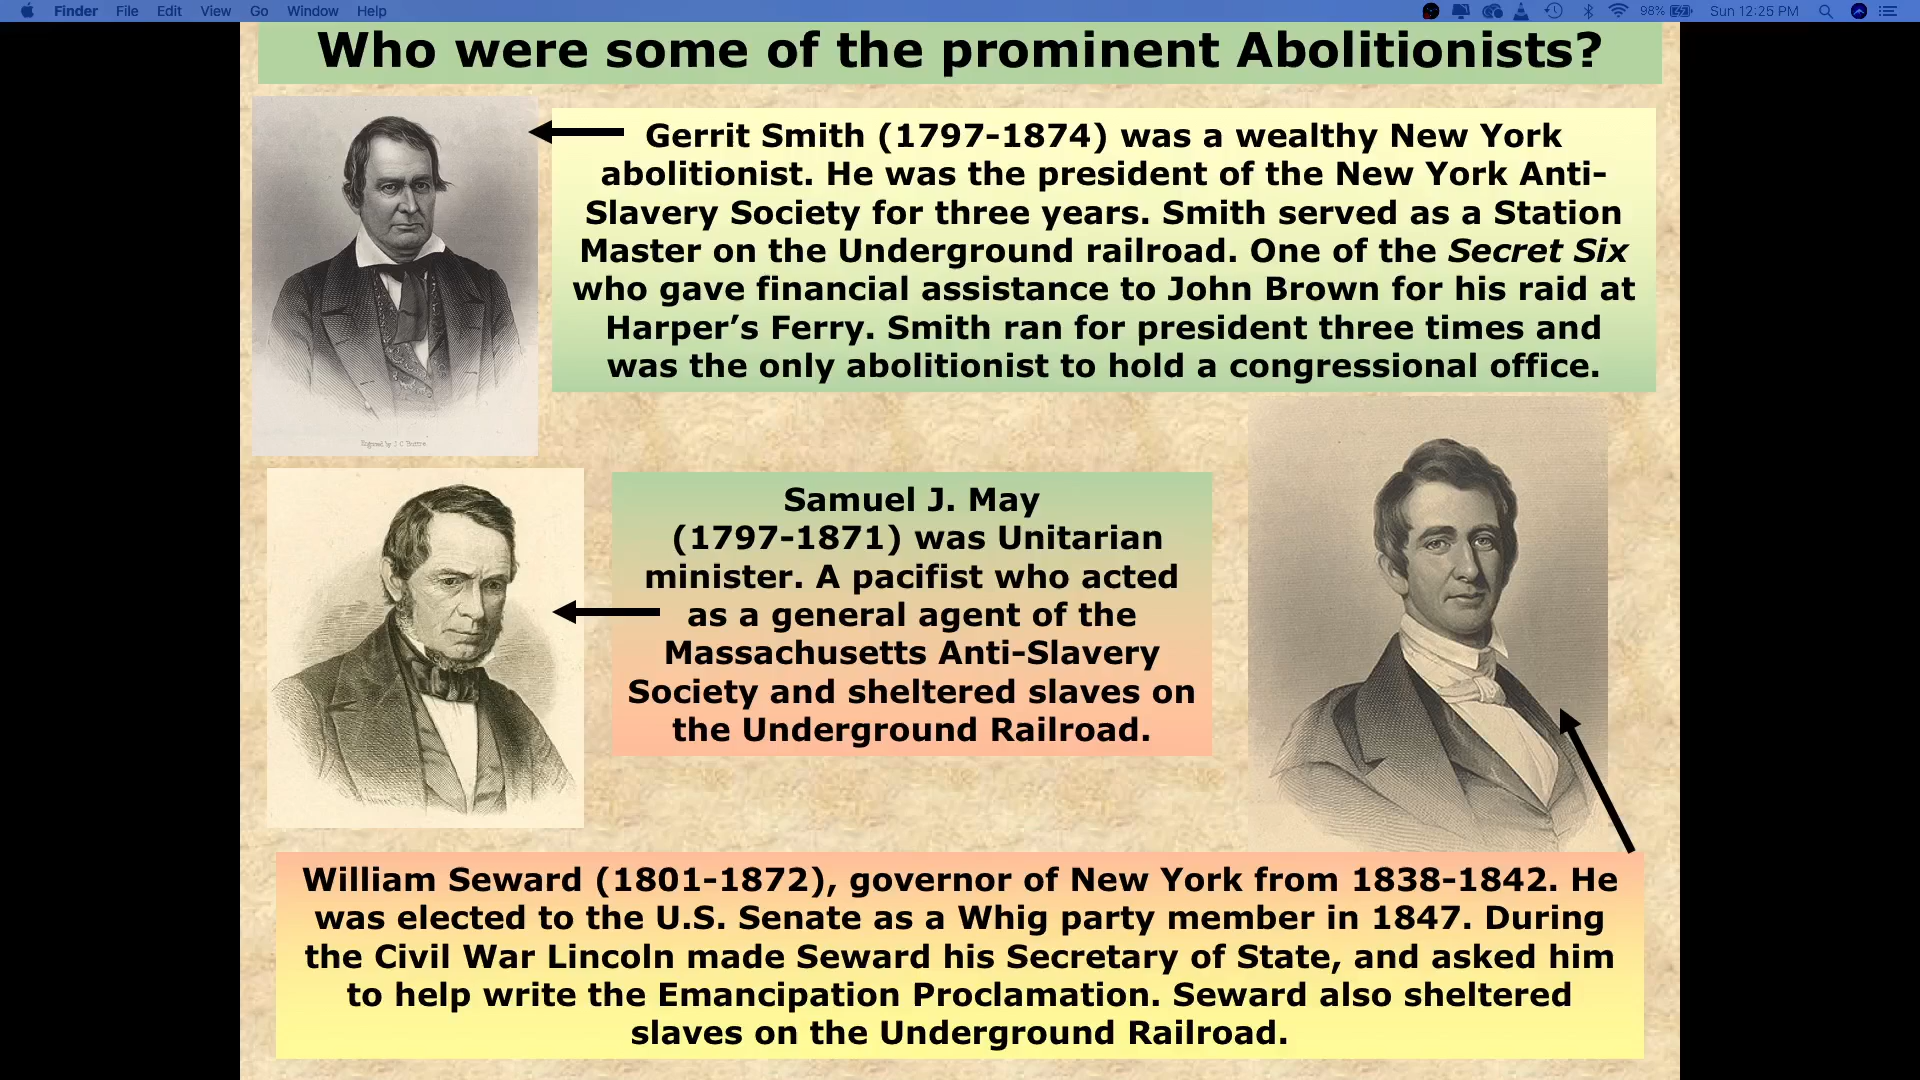 Finder File Edit View Go Window Help 98% Sun 12:25 PM
Who were some of the prominent Abolitionists?
Gerrit Smith (1797-1874) was a wealthy New York
abolitionist. He was the president of the New York Anti-
Slavery Society for three years. Smith served as a Station
Master on the Underground railroad. One of the Secret Six
who gave financial assistance to John Brown for his raid at
Harper’s Ferry. Smith ran for president three times and
was the only abolitionist to hold a congressional office.
Samuel J. May
(1797-1871) was Unitarian
minister. A pacifist who acted
as a general agent of the
Massachusetts Anti-Slavery
Society and sheltered slaves on
the Underground Railroad.
William Seward (1801-1872), governor of New York from 1838-1842. He
was elected to the U.S. Senate as a Whig party member in 1847. During
the Civil War Lincoln made Seward his Secretary of State, and asked him
to help write the Emancipation Proclamation. Seward also sheltered
slaves on the Underground Railroad.